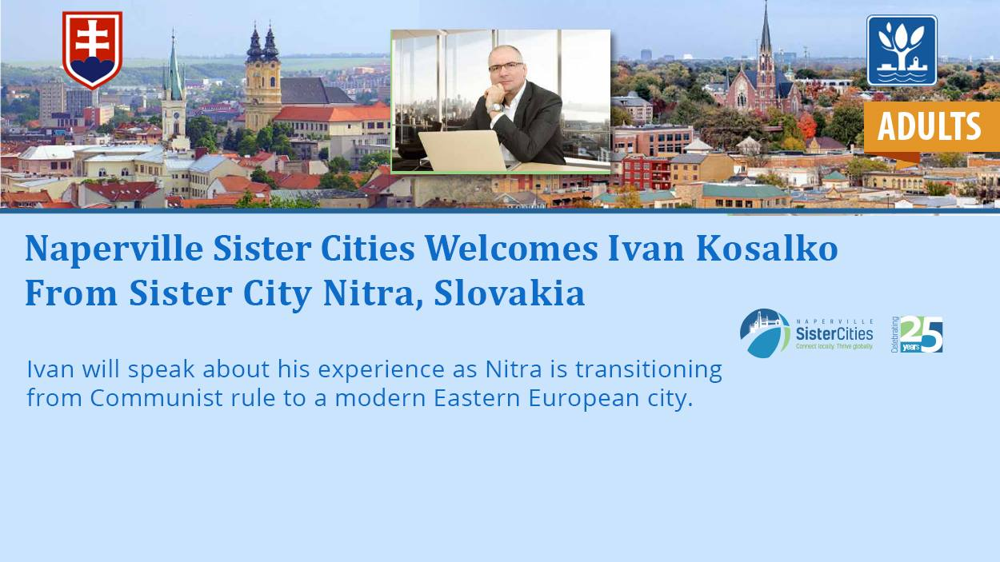 ADULTS
Naperville Sister Cities Welcomes Ivan Kosalko
From Sister City Nitra, Slovakia
NAPERVILLE
SisterCities
Connect locally. Thrive globally.
Celebrating
25
years
Ivan will speak about his experience as Nitra is transitioning
from Communist rule to a modern Eastern European city.